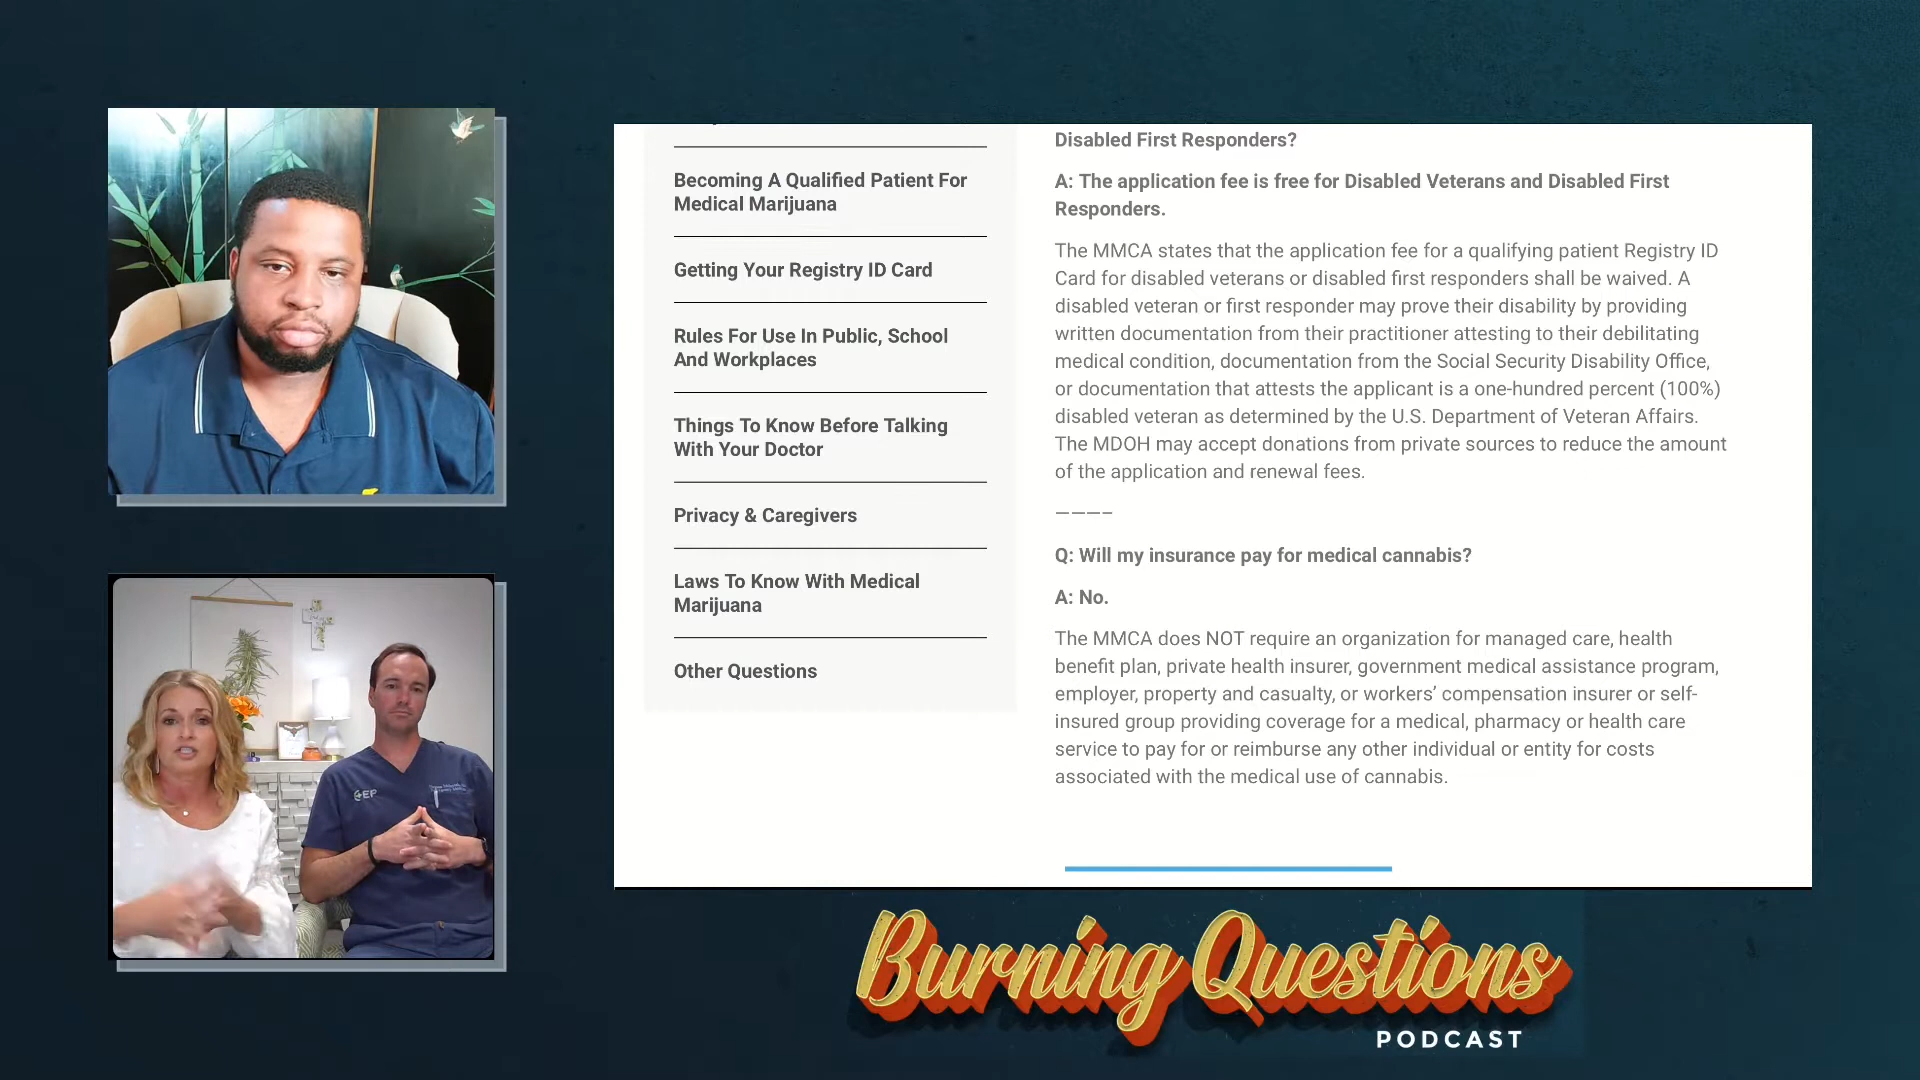 Becoming A Qualified Patient For
Medical Marijuana
Getting Your Registry ID Card
Rules For Use In Public, School
And Workplaces
Things To Know Before Talking
With Your Doctor
Privacy & Caregivers
Laws To Know With Medical
Marijuana
Other Questions
Disabled First Responders?
A: The application fee is free for Disabled Veterans and Disabled First
Responders.
The MMCA states that the application fee for a qualifying patient Registry ID
Card for disabled veterans or disabled first responders shall be waived. A
disabled veteran or first responder may prove their disability by providing
written documentation from their practitioner attesting to their debilitating
medical condition, documentation from the Social Security Disability Office,
or documentation that attests the applicant is a one-hundred percent (100%)
disabled veteran as determined by the U.S. Department of Veteran Affairs.
The MDOH may accept donations from private sources to reduce the amount
of the application and renewal fees.
————–
Q: Will my insurance pay for medical cannabis?
A: No.
The MMCA does NOT require an organization for managed care, health
benefit plan, private health insurer, government medical assistance program,
employer, property and casualty, or workers’ compensation insurer or self-
insured group providing coverage for a medical, pharmacy or health care
service to pay for or reimburse any other individual or entity for costs
associated with the medical use of cannabis.
EP
Burning Questions
PODCAST